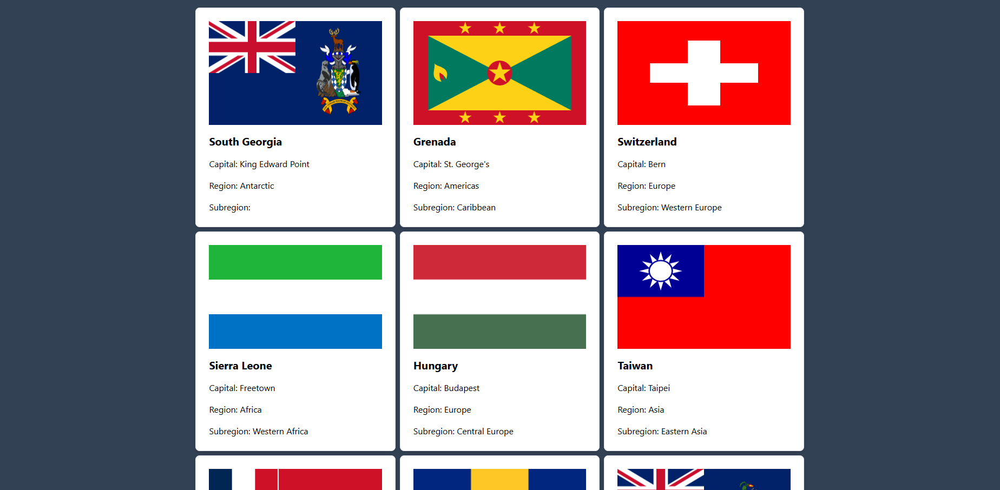 South Georgia
Capital: King Edward Point
Region: Antarctic
Subregion:
Grenada
Capital: St. George's
Region: Americas
Subregion: Caribbean
Switzerland
Capital: Bern
Region: Europe
Subregion: Western Europe
Sierra Leone
Capital: Freetown
Region: Africa
Subregion: Western Africa
Hungary
Capital: Budapest
Region: Europe
Subregion: Central Europe
Taiwan
Capital: Taipei
Region: Asia
Subregion: Eastern Asia